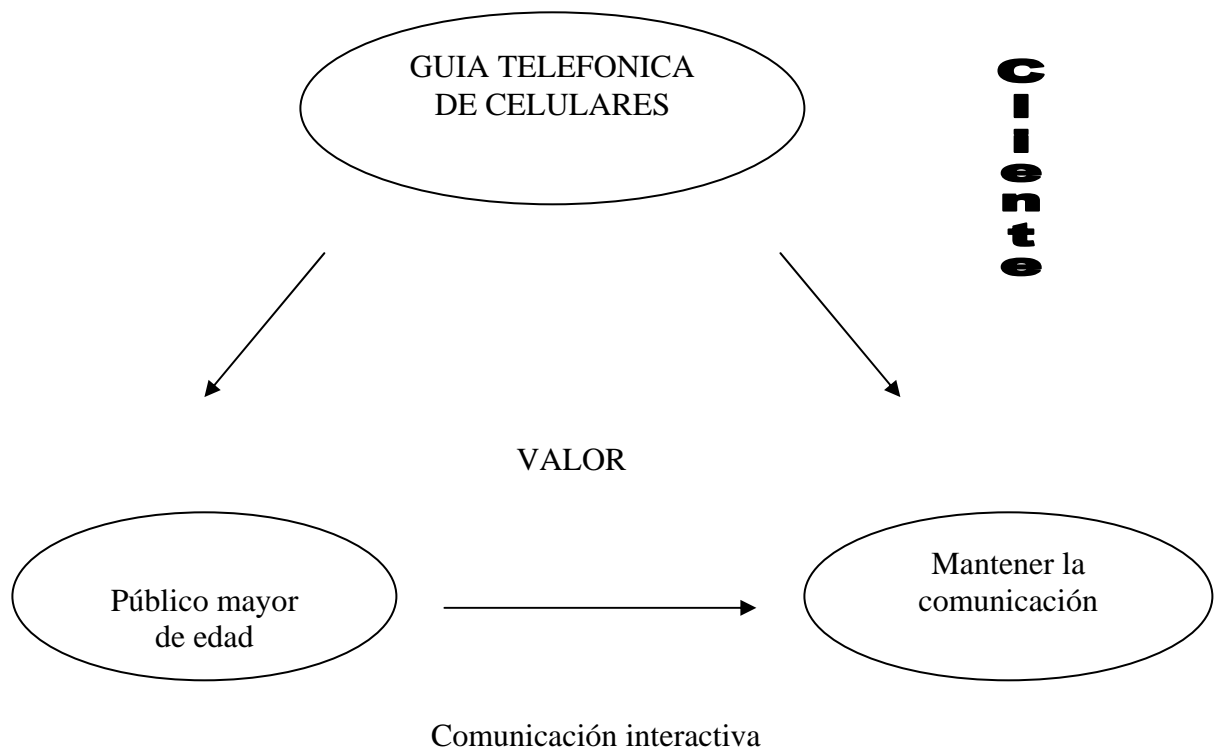 GUIA TELEFONICA
DE CELULARES
Cliente
VALOR
Público mayor
de edad
Mantener la
comunicación
Comunicación interactiva